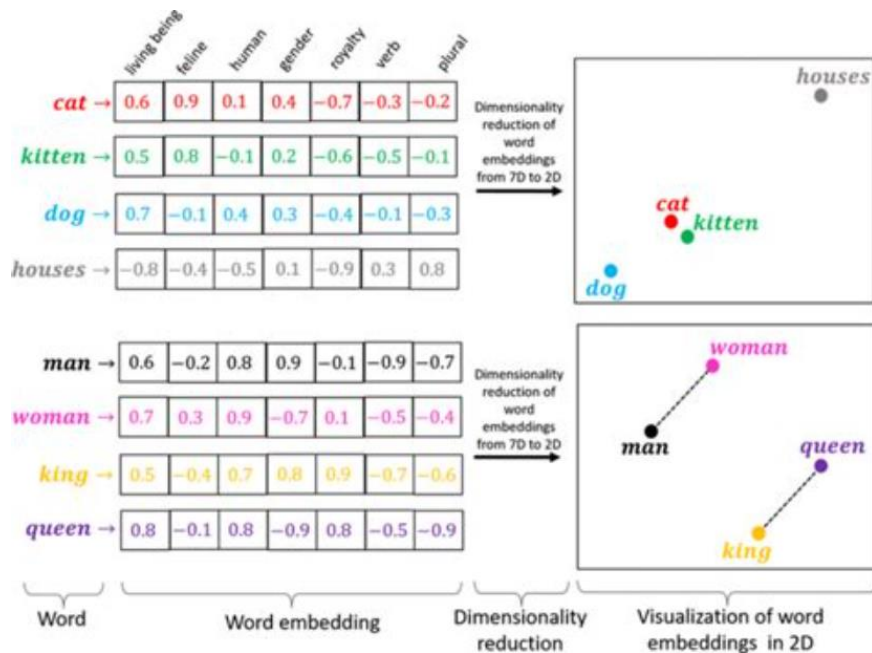 living being feline human gender royalty verb plural
cat → 0.6 0.9 0.1 0.4 −0.7 −0.3 −0.2
kitten → 0.5 0.8 −0.1 0.2 −0.6 −0.5 −0.1
dog → 0.7 −0.1 0.4 0.3 −0.4 −0.1 −0.3
houses → −0.8 −0.4 −0.5 0.1 −0.9 0.3 0.8
Dimensionality
reduction of
word
embeddings
from 7D to 2D
houses
cat
kitten
dog
man → 0.6 −0.2 0.8 0.9 −0.1 −0.9 −0.7
woman → 0.7 0.3 0.9 −0.7 0.1 −0.5 −0.4
king → 0.5 −0.4 0.7 0.8 0.9 −0.7 −0.6
queen → 0.8 −0.1 0.8 −0.9 0.8 −0.5 −0.9
Dimensionality
reduction of
word
embeddings
from 7D to 2D
woman
man
queen
king
Word
Word embedding
Dimensionality
reduction
Visualization of word
embeddings in 2D